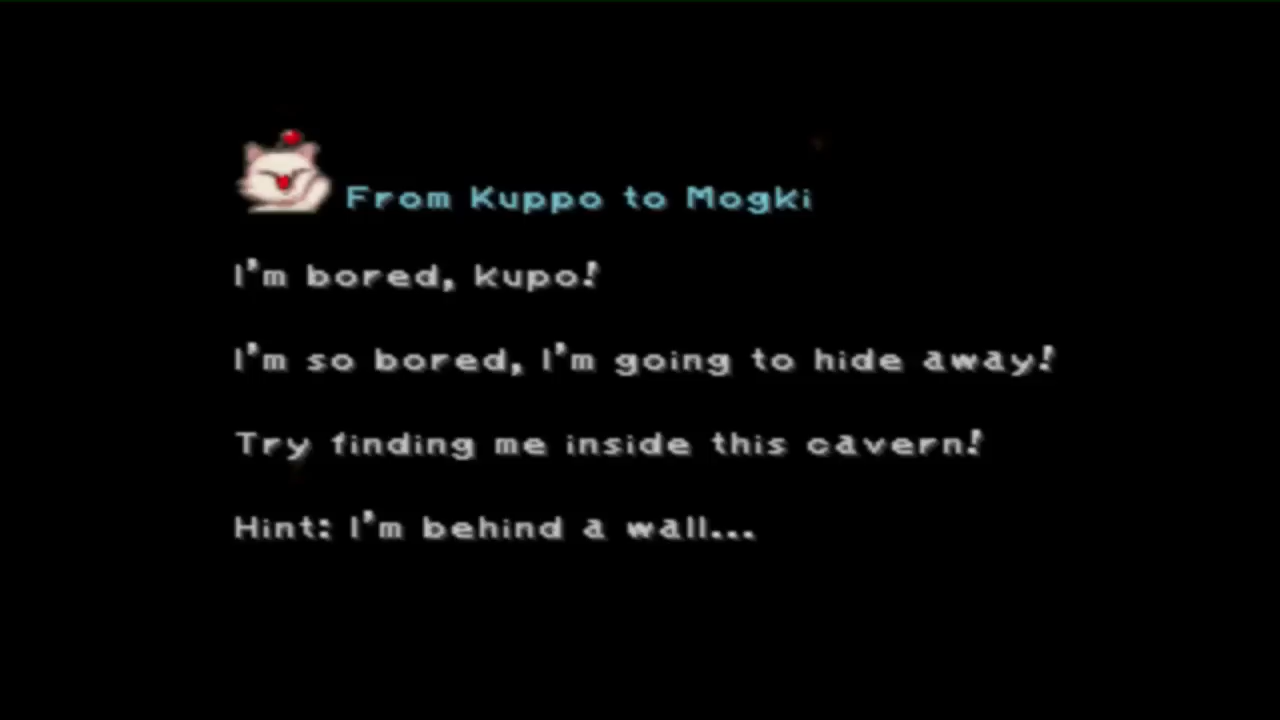 From Kuppo to Mogki
I'm bored, kupo!
I'm so bored, I'm going to hide away!
Try finding me inside this cavern!
Hint: I'm behind a wall...